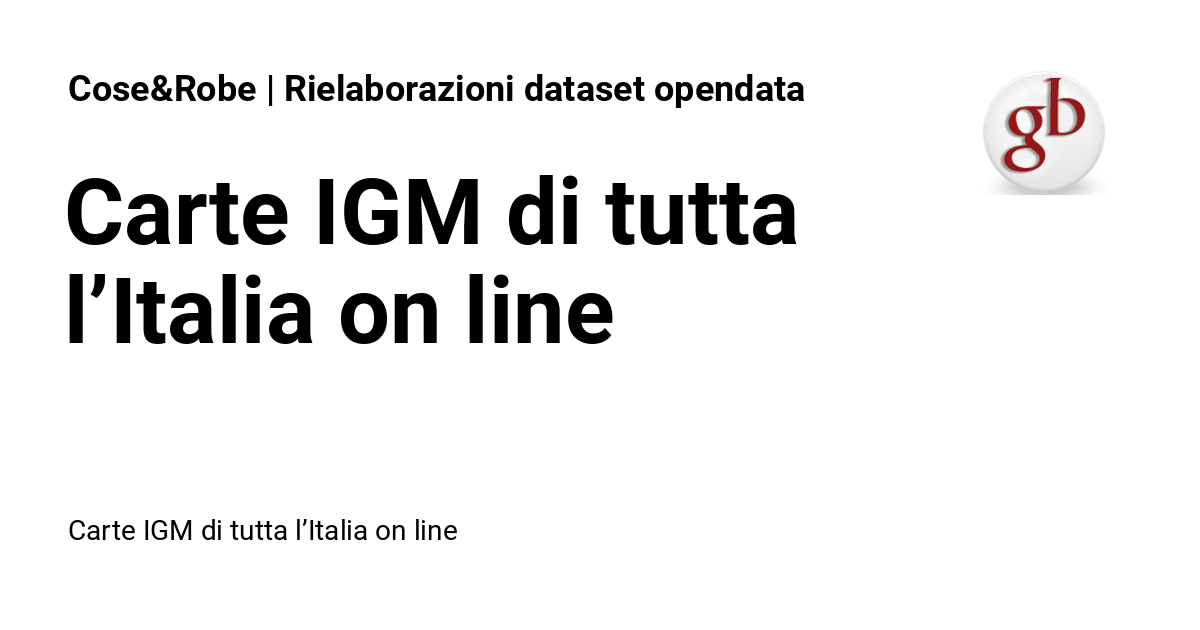 Cose&Robe | Rielaborazioni dataset opendata
gb
Carte IGM di tutta
l’Italia on line
Carte IGM di tutta l’Italia on line